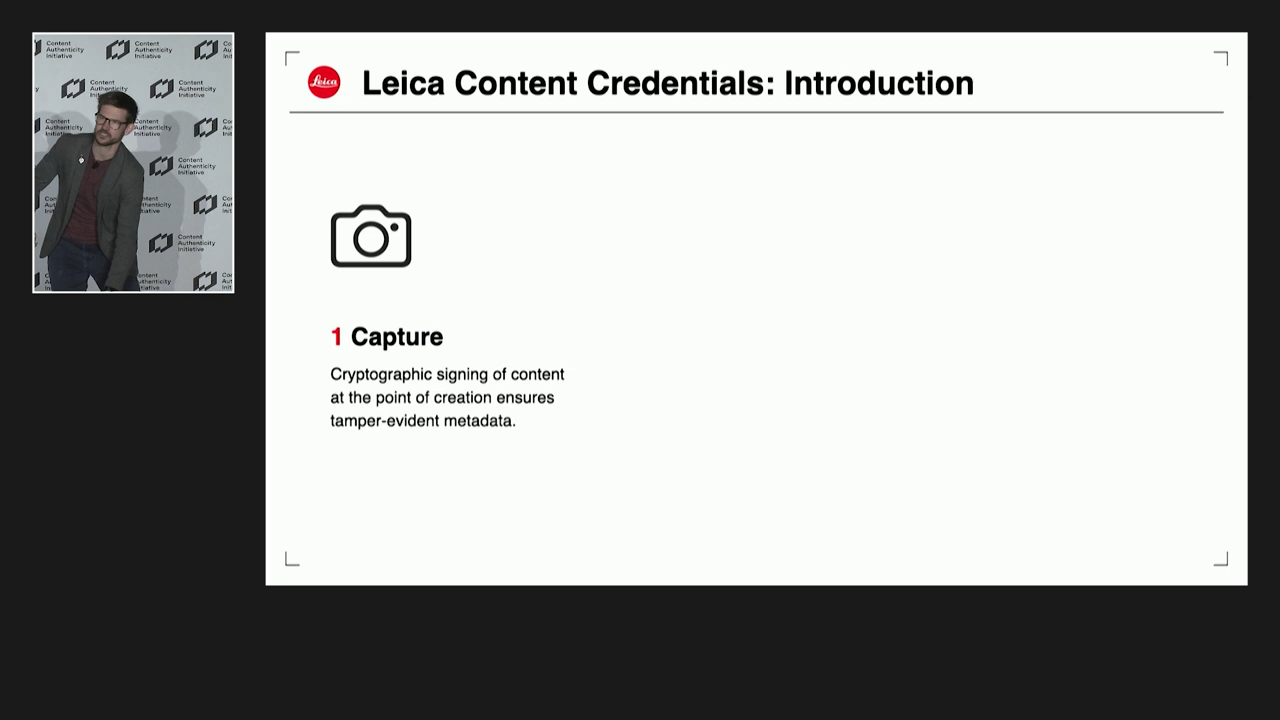 Content
Authenticity
Initiative
Leica
Leica Content Credentials: Introduction
1 Capture
Cryptographic signing of content
at the point of creation ensures
tamper-evident metadata.